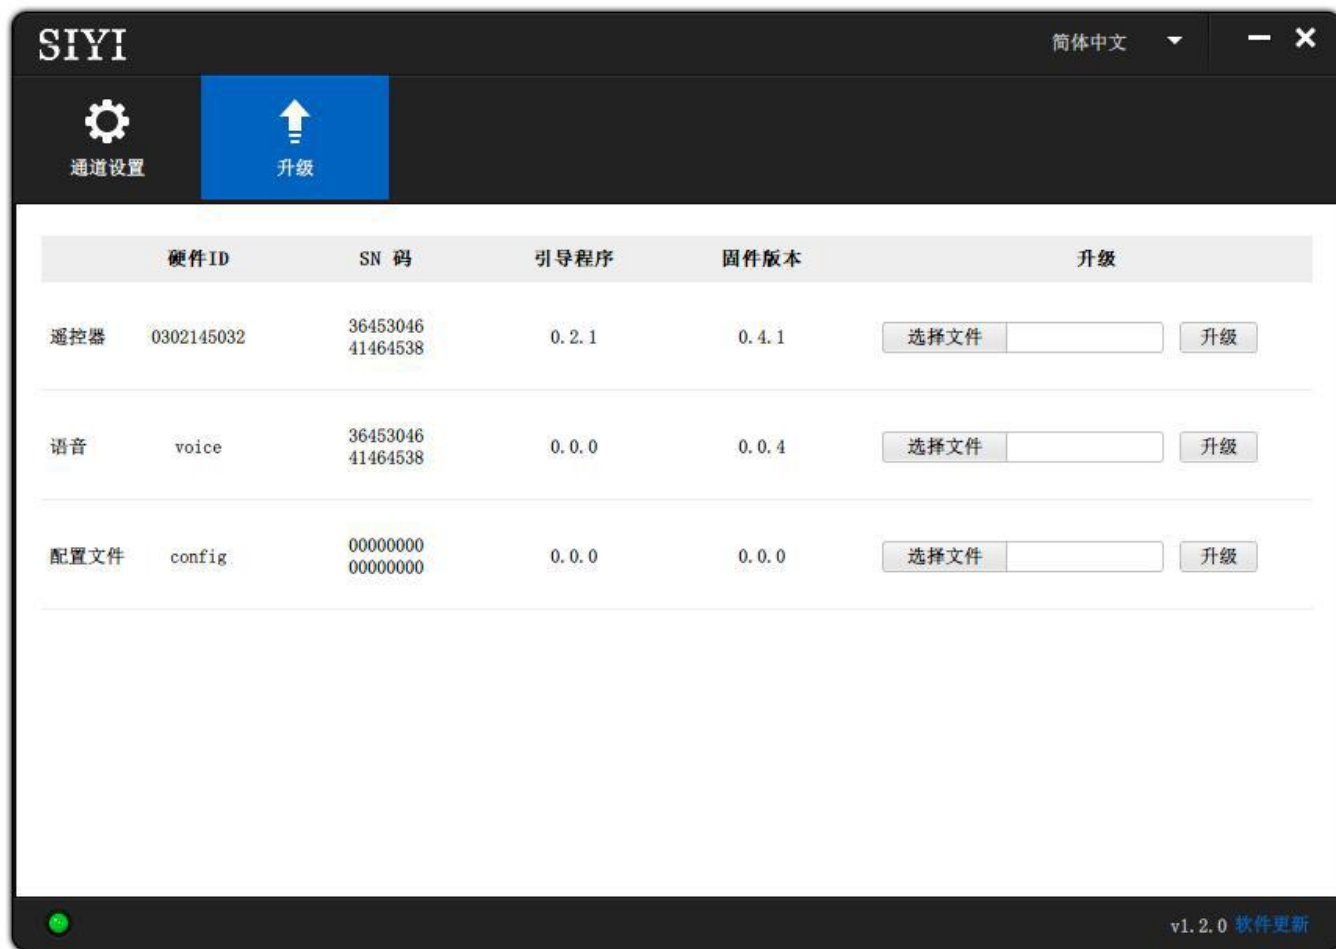 SIYI
简体中文
通道设置
升级
硬件ID SN 码 引导程序 固件版本 升级
遥控器 0302145032 36453046 0.2.1 0.4.1 选择文件 升级
41464538
语音 voice 36453046 0.0.0 0.0.4 选择文件 升级
41464538
配置文件 config 00000000 0.0.0 0.0.0 选择文件 升级
00000000
v1.2.0 软件更新